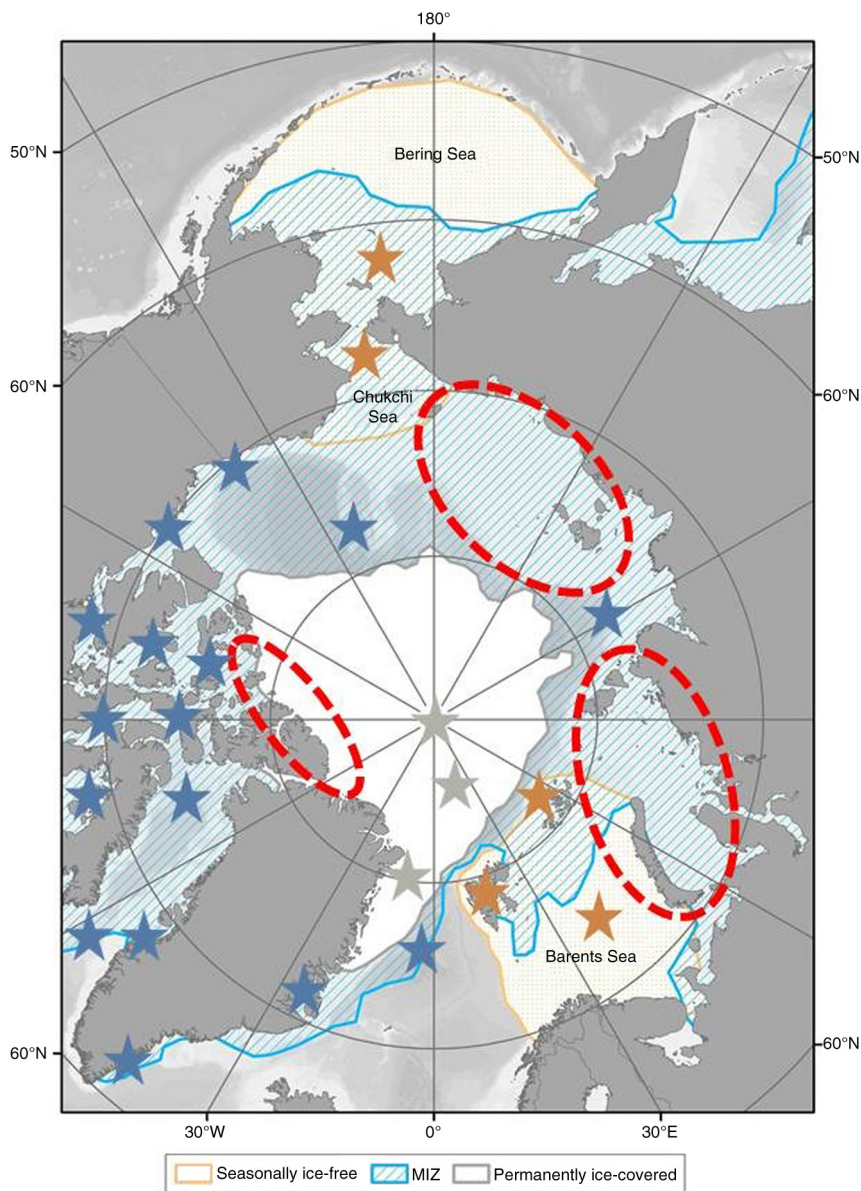 180°
50°N
50°N
Bering Sea
60°N
60°N
Chukchi
Sea
Barents Sea
60°N
60°N
30°W
0°
30°E
Seasonally ice-free
MIZ
Permanently ice-covered